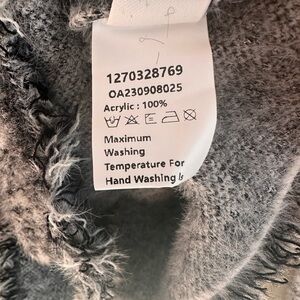 1270328769
OA230908025
Acrylic : 100%
Maximum
Washing
Temperature For
Hand Washing